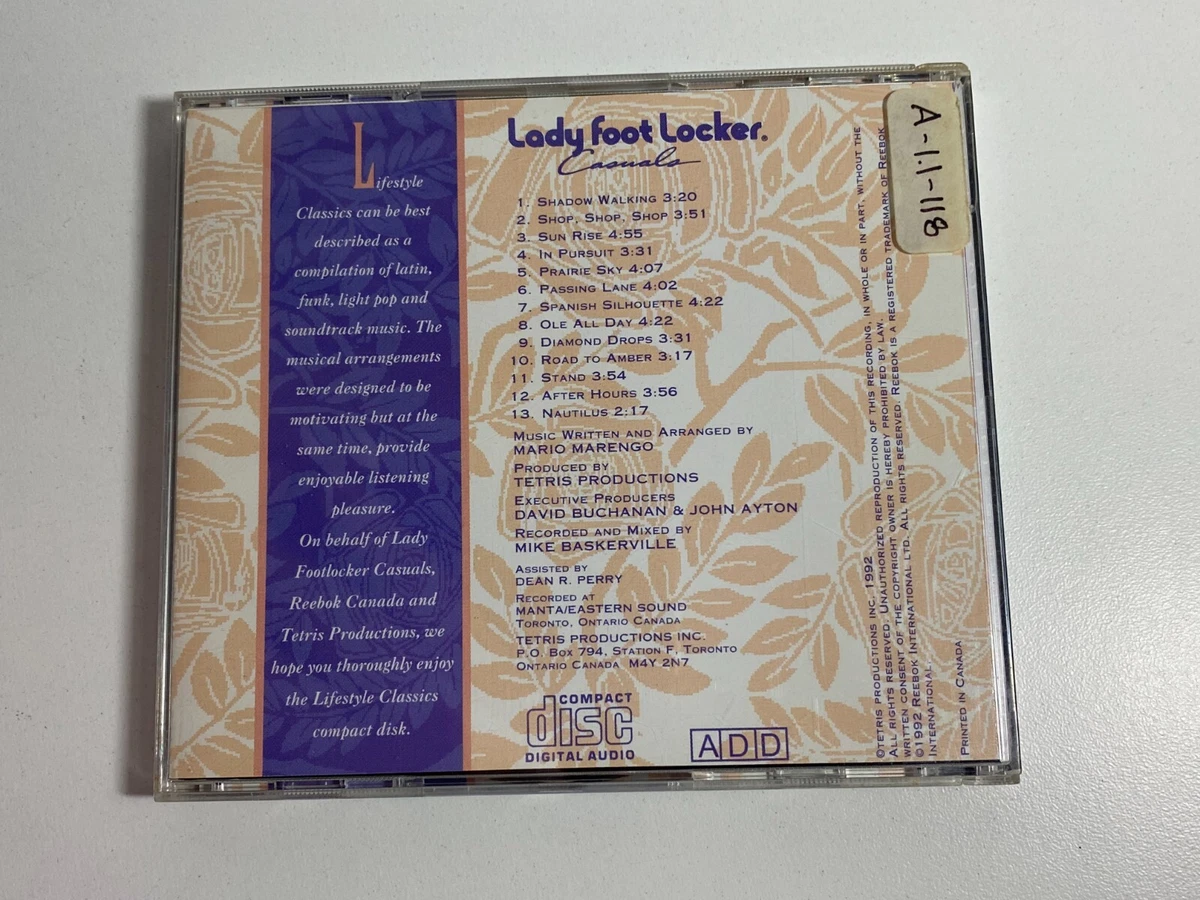 Lifestyle
Classics can be best
described as a
compilation of latin,
funk, light pop and
soundtrack music. The
musical arrangements
were designed to be
motivating but at the
same time, provide
enjoyable listening
pleasure.
On behalf of Lady
Footlocker Casuals,
Reebok Canada and
Tetris Productions, we
hope you thoroughly enjoy
the Lifestyle Classics
compact disk.
Lady Foot Locker®
Casuals
1. SHADOW WALKING 3:20
2. SHOP, SHOP, SHOP 3:51
3. SUN RISE 4:55
4. IN PURSUIT 3:31
5. PRAIRIE SKY 4:07
6. PASSING LANE 4:02
7. SPANISH SILHOUETTE 4:22
8. OLE ALL DAY 4:22
9. DIAMOND DROPS 3:31
10. ROAD TO AMBER 3:17
11. STAND 3:54
12. AFTER HOURS 3:56
13. NAUTILUS 2:17
MUSIC WRITTEN AND ARRANGED BY
MARIO MARENGO
PRODUCED BY
TETRIS PRODUCTIONS
EXECUTIVE PRODUCERS
DAVID BUCHANAN & JOHN AYTON
RECORDED AND MIXED BY
MIKE BASKERVILLE
ASSISTED BY
DEAN R. PERRY
RECORDED AT
MANTA/EASTERN SOUND
TORONTO, ONTARIO CANADA
TETRIS PRODUCTIONS INC.
P.O. BOX 794, STATION F, TORONTO
ONTARIO CANADA M4Y 2N7
COMPACT
disc
DIGITAL AUDIO
ADD
©TETRIS PRODUCTIONS INC, 1992
ALL RIGHTS RESERVED. UNAUTHORIZED REPRODUCTION OF THIS RECORDING, IN WHOLE OR IN PART, WITHOUT THE
WRITTEN CONSENT OF THE COPYRIGHT OWNER IS HEREBY PROHIBITED BY LAW.
©1992 REEBOK INTERNATIONAL LTD. ALL RIGHTS RESERVED. REEBOK IS A REGISTERED TRADEMARK OF REEBOK
INTERNATIONAL
PRINTED IN CANADA
A-1.1-118